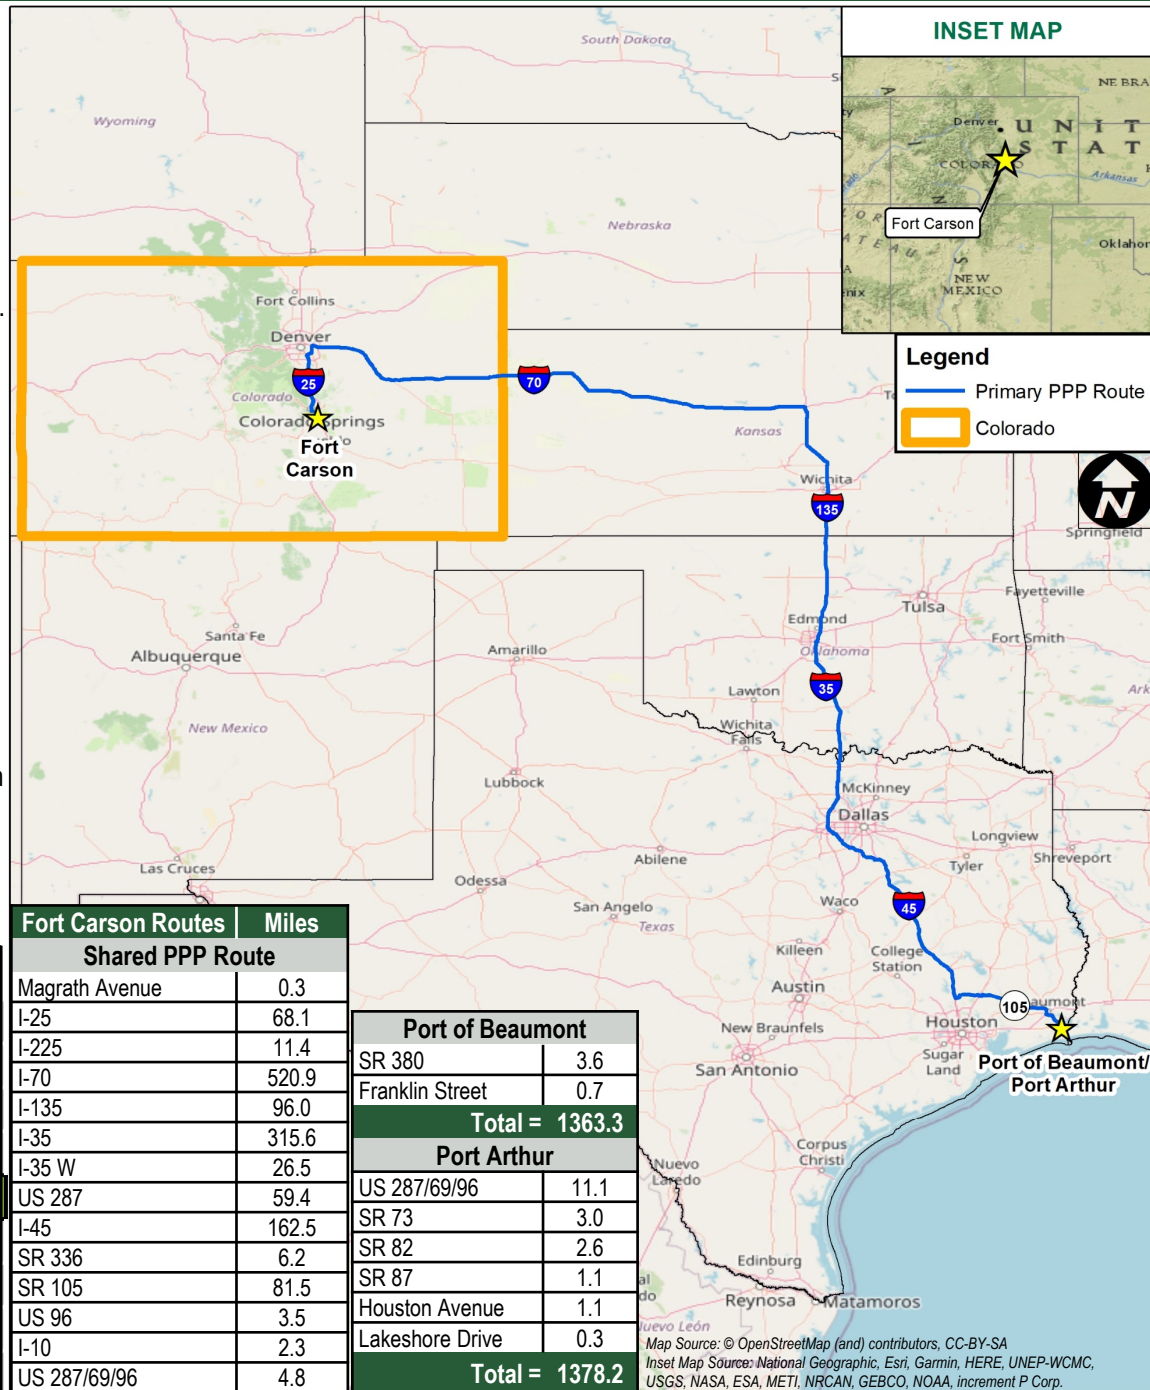 INSET MAP
NE BRA
Denver
U N I T
S T A T
COLORADO
Arkansas
Fort Carson
Oklahom
NEW
MEXICO
enix
Legend
Primary PPP Route
Colorado
N
South Dakota
Wyoming
Nebraska
Fort Collins
Denver
25
70
Colorado
Colorado Springs
Fort
Carson
Kansas
Wichita
135
Springfield
Fayetteville
Tulsa
Edmond
Oklahoma
Fort Smith
Santa Fe
Albuquerque
Amarillo
35
Lawton
Ark
Wichita
Falls
New Mexico
Lubbock
McKinney
Dallas
Longview
Tyler
Shreveport
Abilene
Las Cruces
Odessa
San Angelo
Texas
Waco
45
Killeen
College
Station
Austin
105
aumont
New Braunfels
Houston
Sugar
Land
San Antonio
Port of Beaumont/
Port Arthur
Corpus
Christi
Nuevo
Laredo
Edinburg
Reynosa
Matamoros
Nuevo León
Fort Carson Routes Miles
Shared PPP Route
Magrath Avenue 0.3
I-25 68.1
I-225 11.4
I-70 520.9
I-135 96.0
I-35 315.6
I-35 W 26.5
US 287 59.4
I-45 162.5
SR 336 6.2
SR 105 81.5
US 96 3.5
I-10 2.3
US 287/69/96 4.8
Port of Beaumont
SR 380 3.6
Franklin Street 0.7
Total = 1363.3
Port Arthur
US 287/69/96 11.1
SR 73 3.0
SR 82 2.6
SR 87 1.1
Houston Avenue 1.1
Lakeshore Drive 0.3
Total = 1378.2
Map Source: © OpenStreetMap (and) contributors, CC-BY-SA
Inset Map Source: National Geographic, Esri, Garmin, HERE, UNEP-WCMC,
USGS, NASA, ESA, METI, NRCAN, GEBCO, NOAA, increment P Corp.